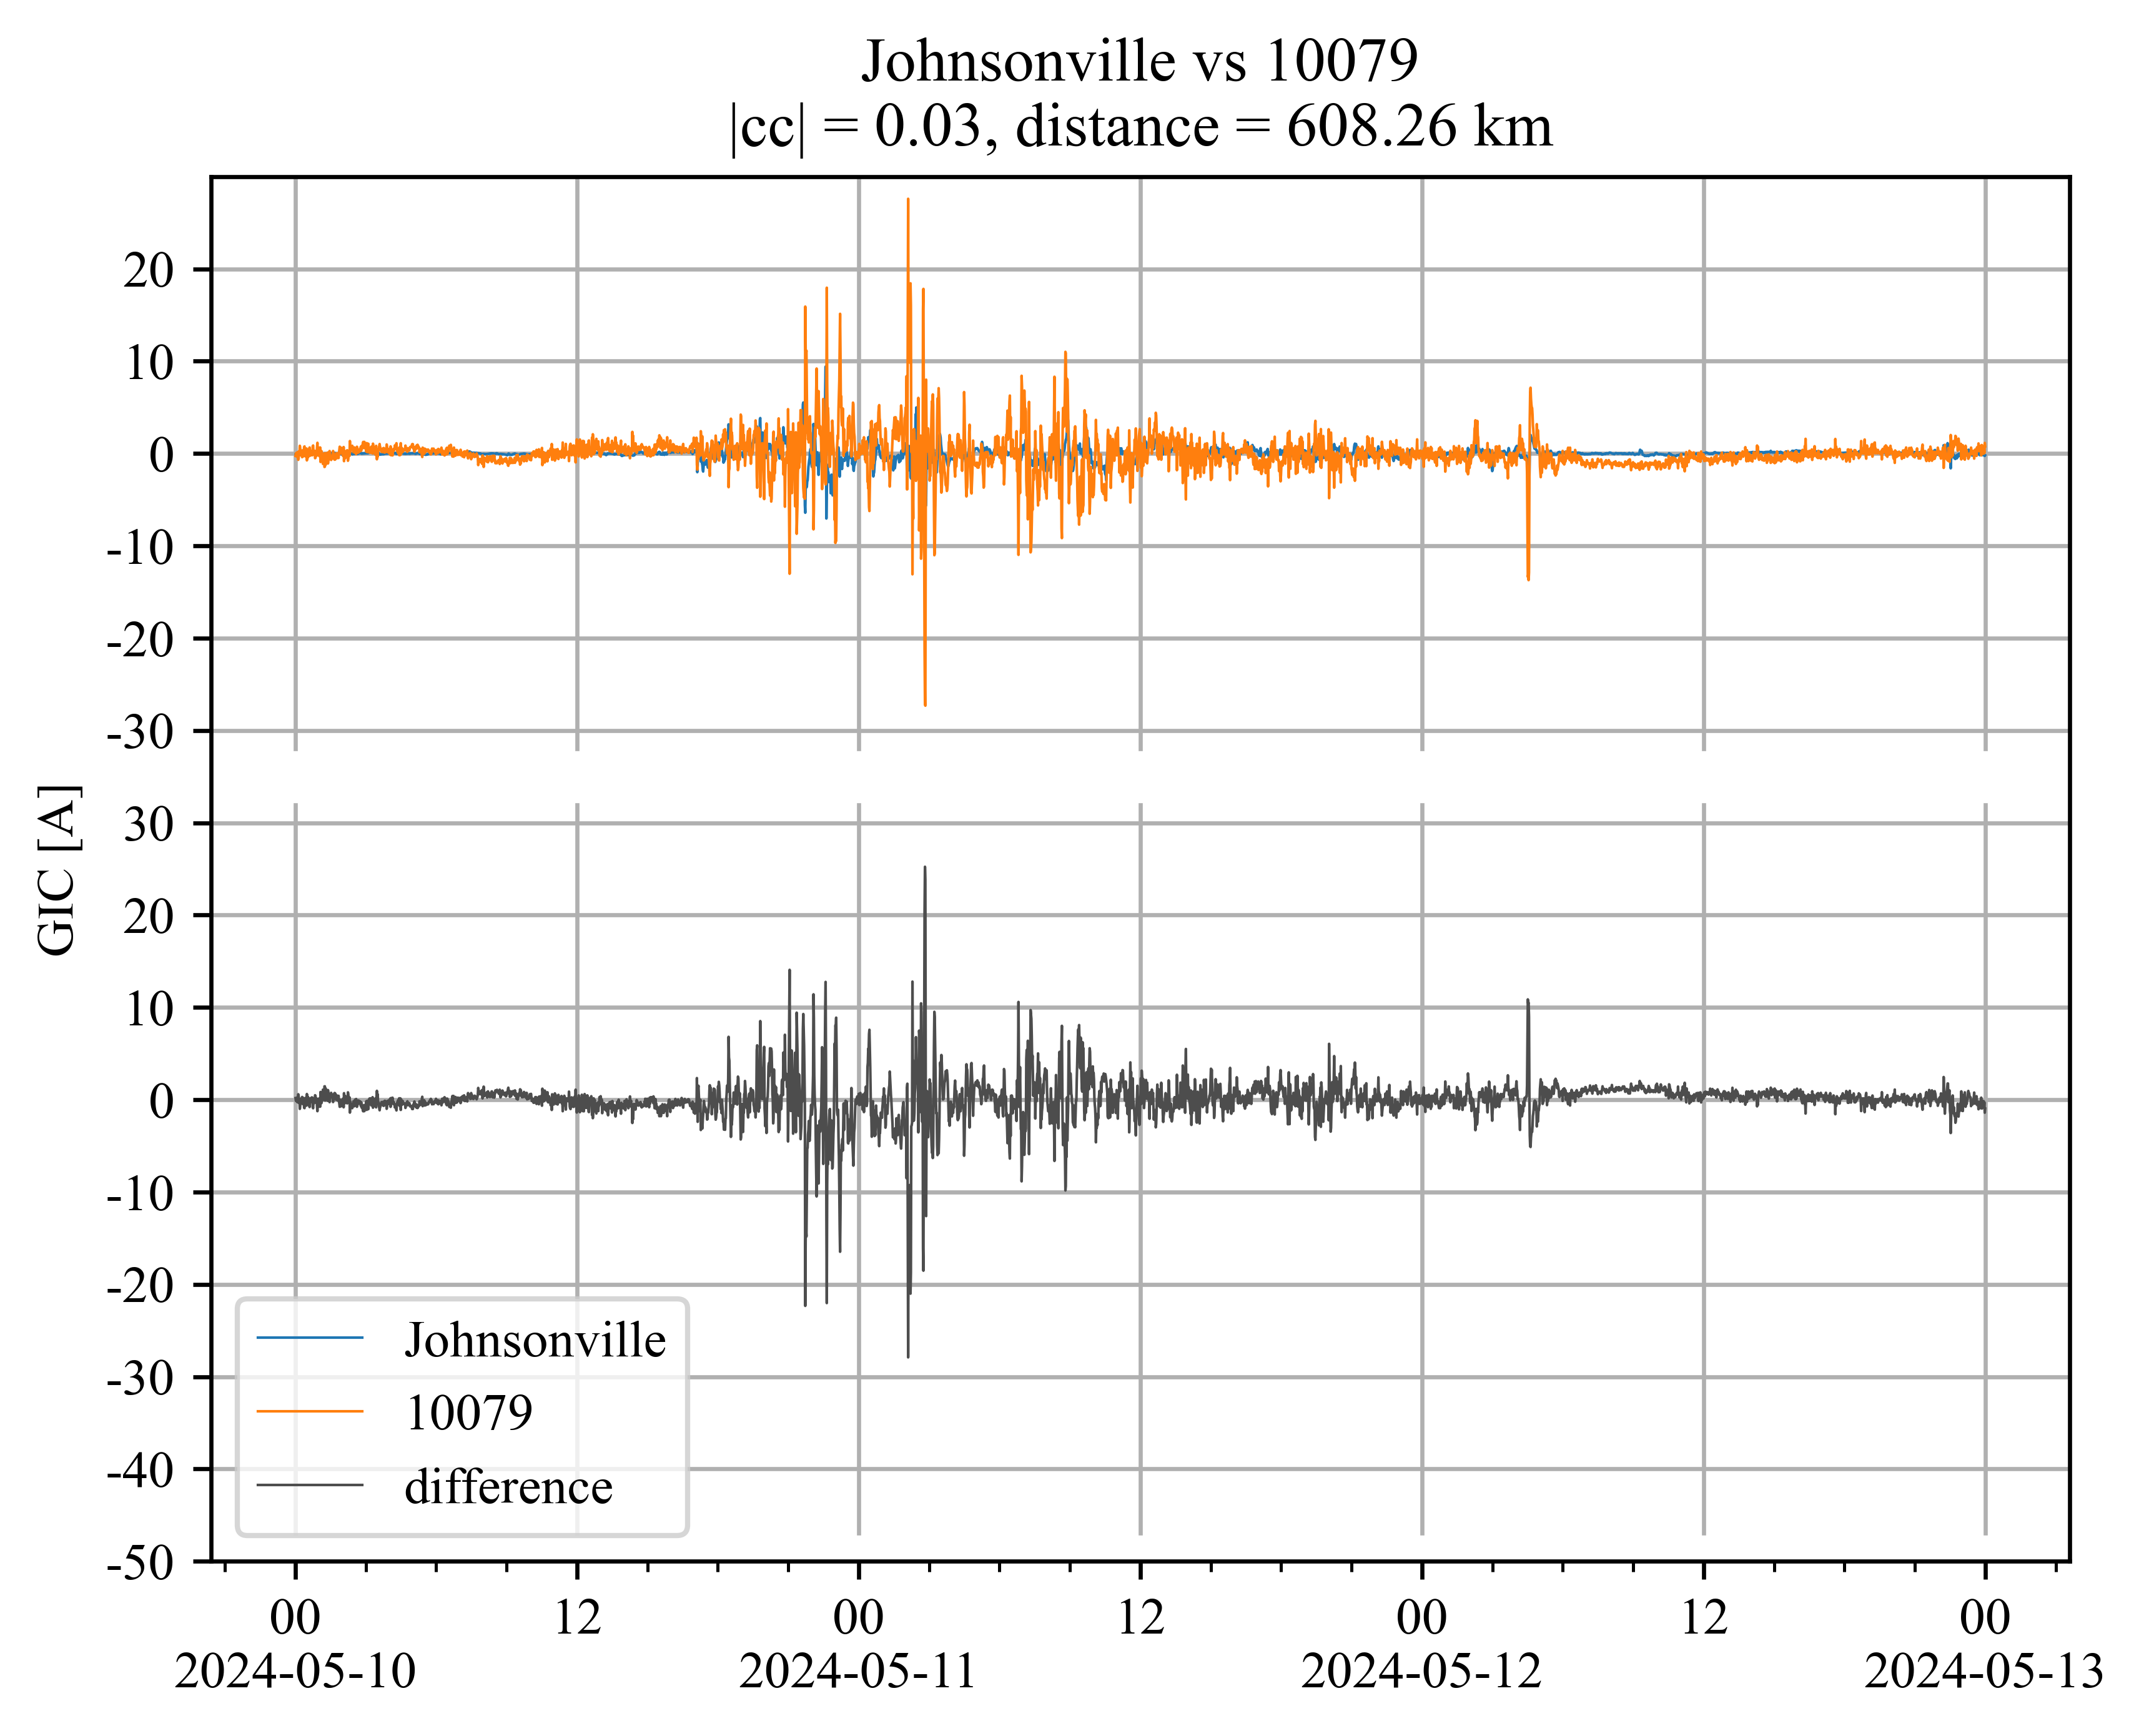 Johnsonville vs 10079
|cc| = 0.03, distance = 608.26 km
20
10
0
-10
-20
-30
GIC [A]
30
20
10
0
-10
-20
-30
-40
-50
Johnsonville
10079
difference
00 12 00 12 00 12 00
2024-05-10 2024-05-11 2024-05-12 2024-05-13